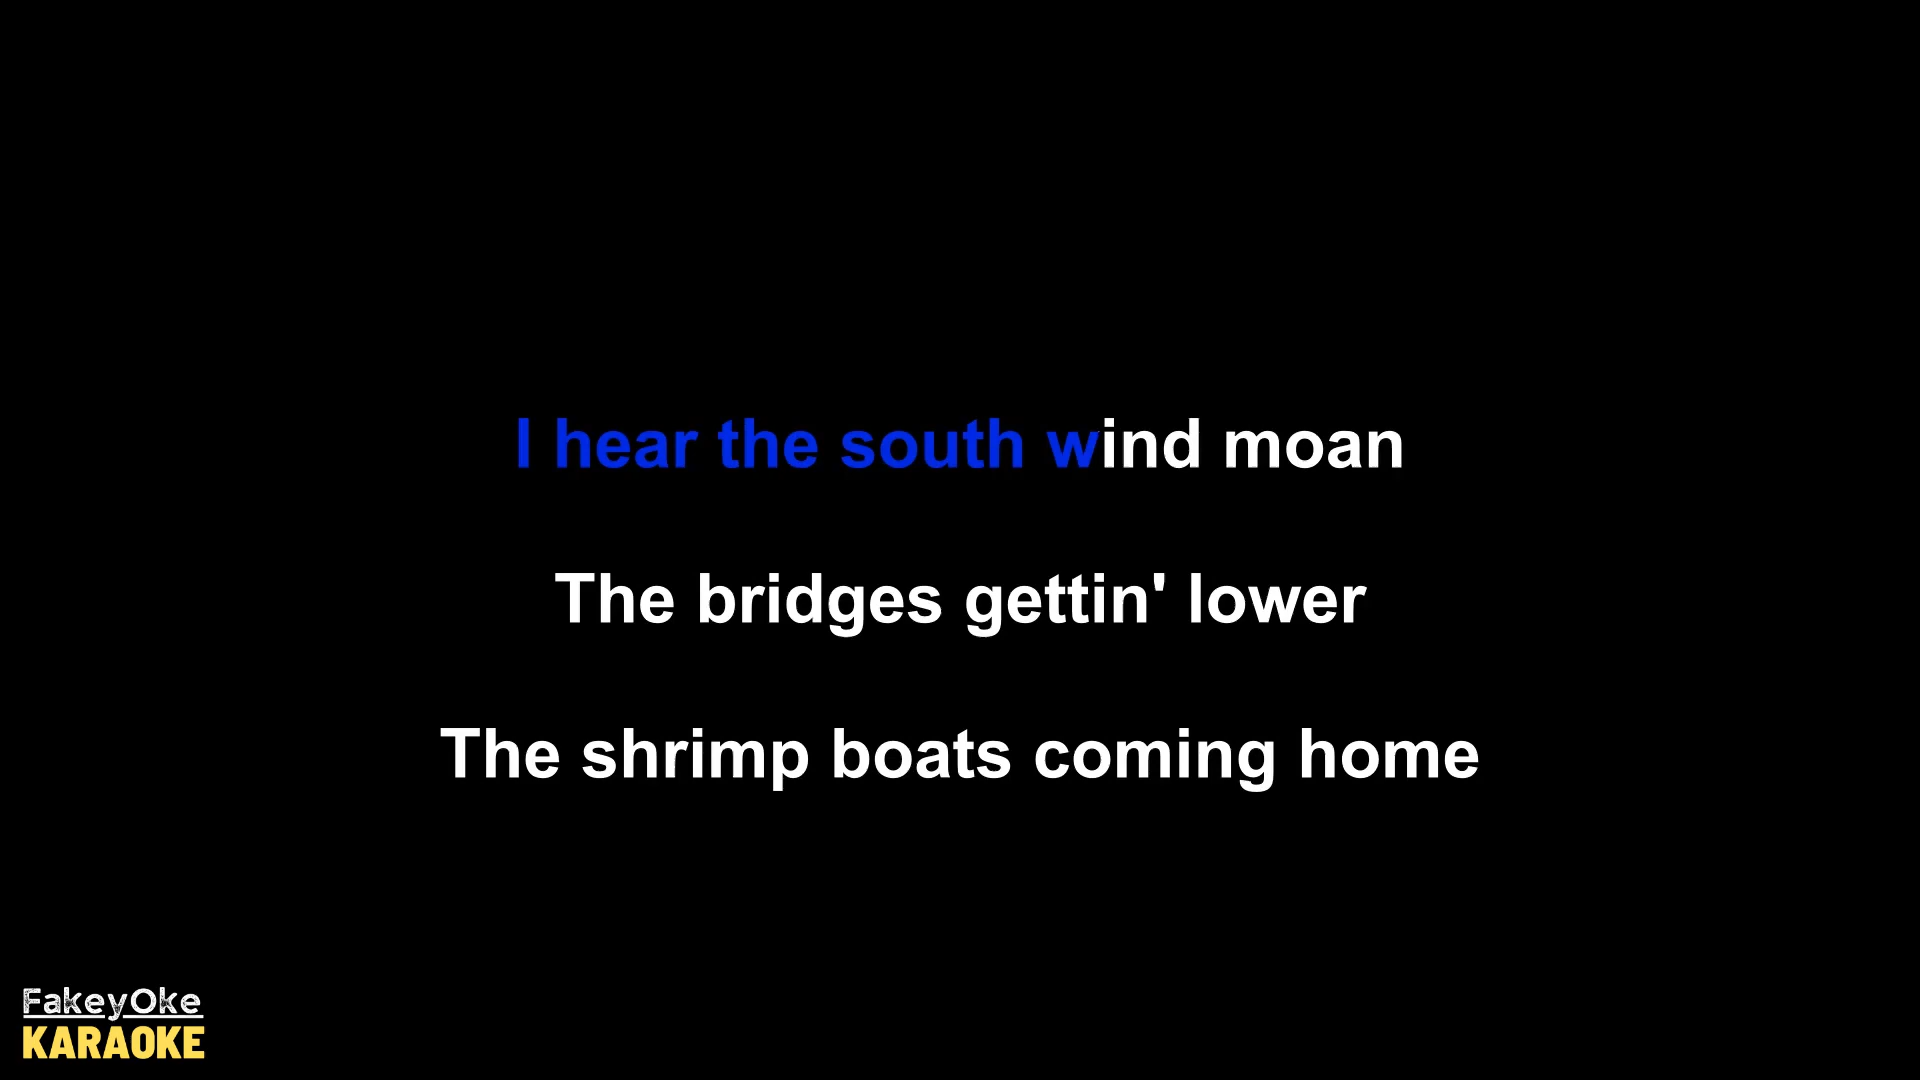 I hear the south wind moan
The bridges gettin' lower
The shrimp boats coming home
FakeyOke
KARAOKE